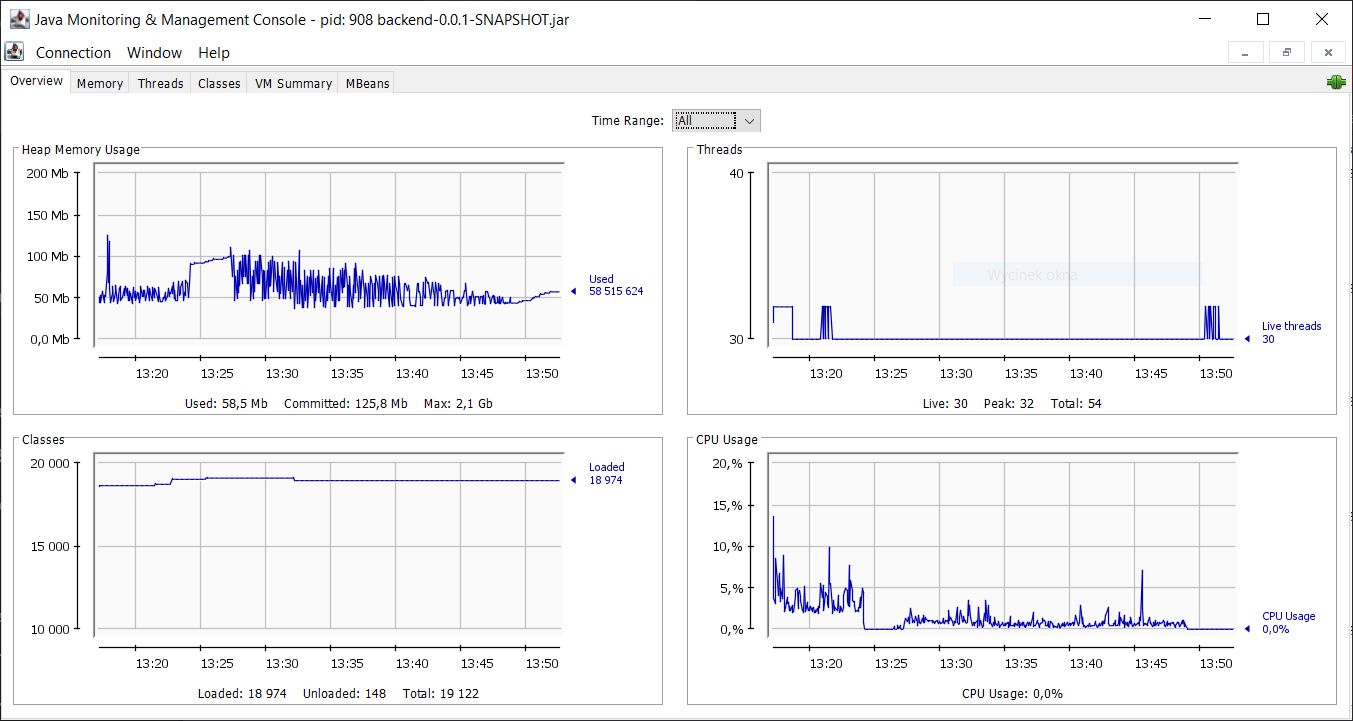 Java Monitoring & Management Console - pid: 908 backend-0.0.1-SNAPSHOT.jar
Connection Window Help
Overview Memory Threads Classes VM Summary MBeans
Time Range: All
Heap Memory Usage
200 Mb
150 Mb
100 Mb
50 Mb
0,0 Mb
Used
58 515 624
13:20 13:25 13:30 13:35 13:40 13:45 13:50
Used: 58,5 Mb Committed: 125,8 Mb Max: 2,1 Gb
Threads
40
30
Wycinek okna
Live threads
30
13:20 13:25 13:30 13:35 13:40 13:45 13:50
Live: 30 Peak: 32 Total: 54
Classes
20 000
15 000
10 000
Loaded
18 974
13:20 13:25 13:30 13:35 13:40 13:45 13:50
Loaded: 18 974 Unloaded: 148 Total: 19 122
CPU Usage
20,%
15,%
10,%
5,%
0,%
CPU Usage
0,0%
13:20 13:25 13:30 13:35 13:40 13:45 13:50
CPU Usage: 0,0%